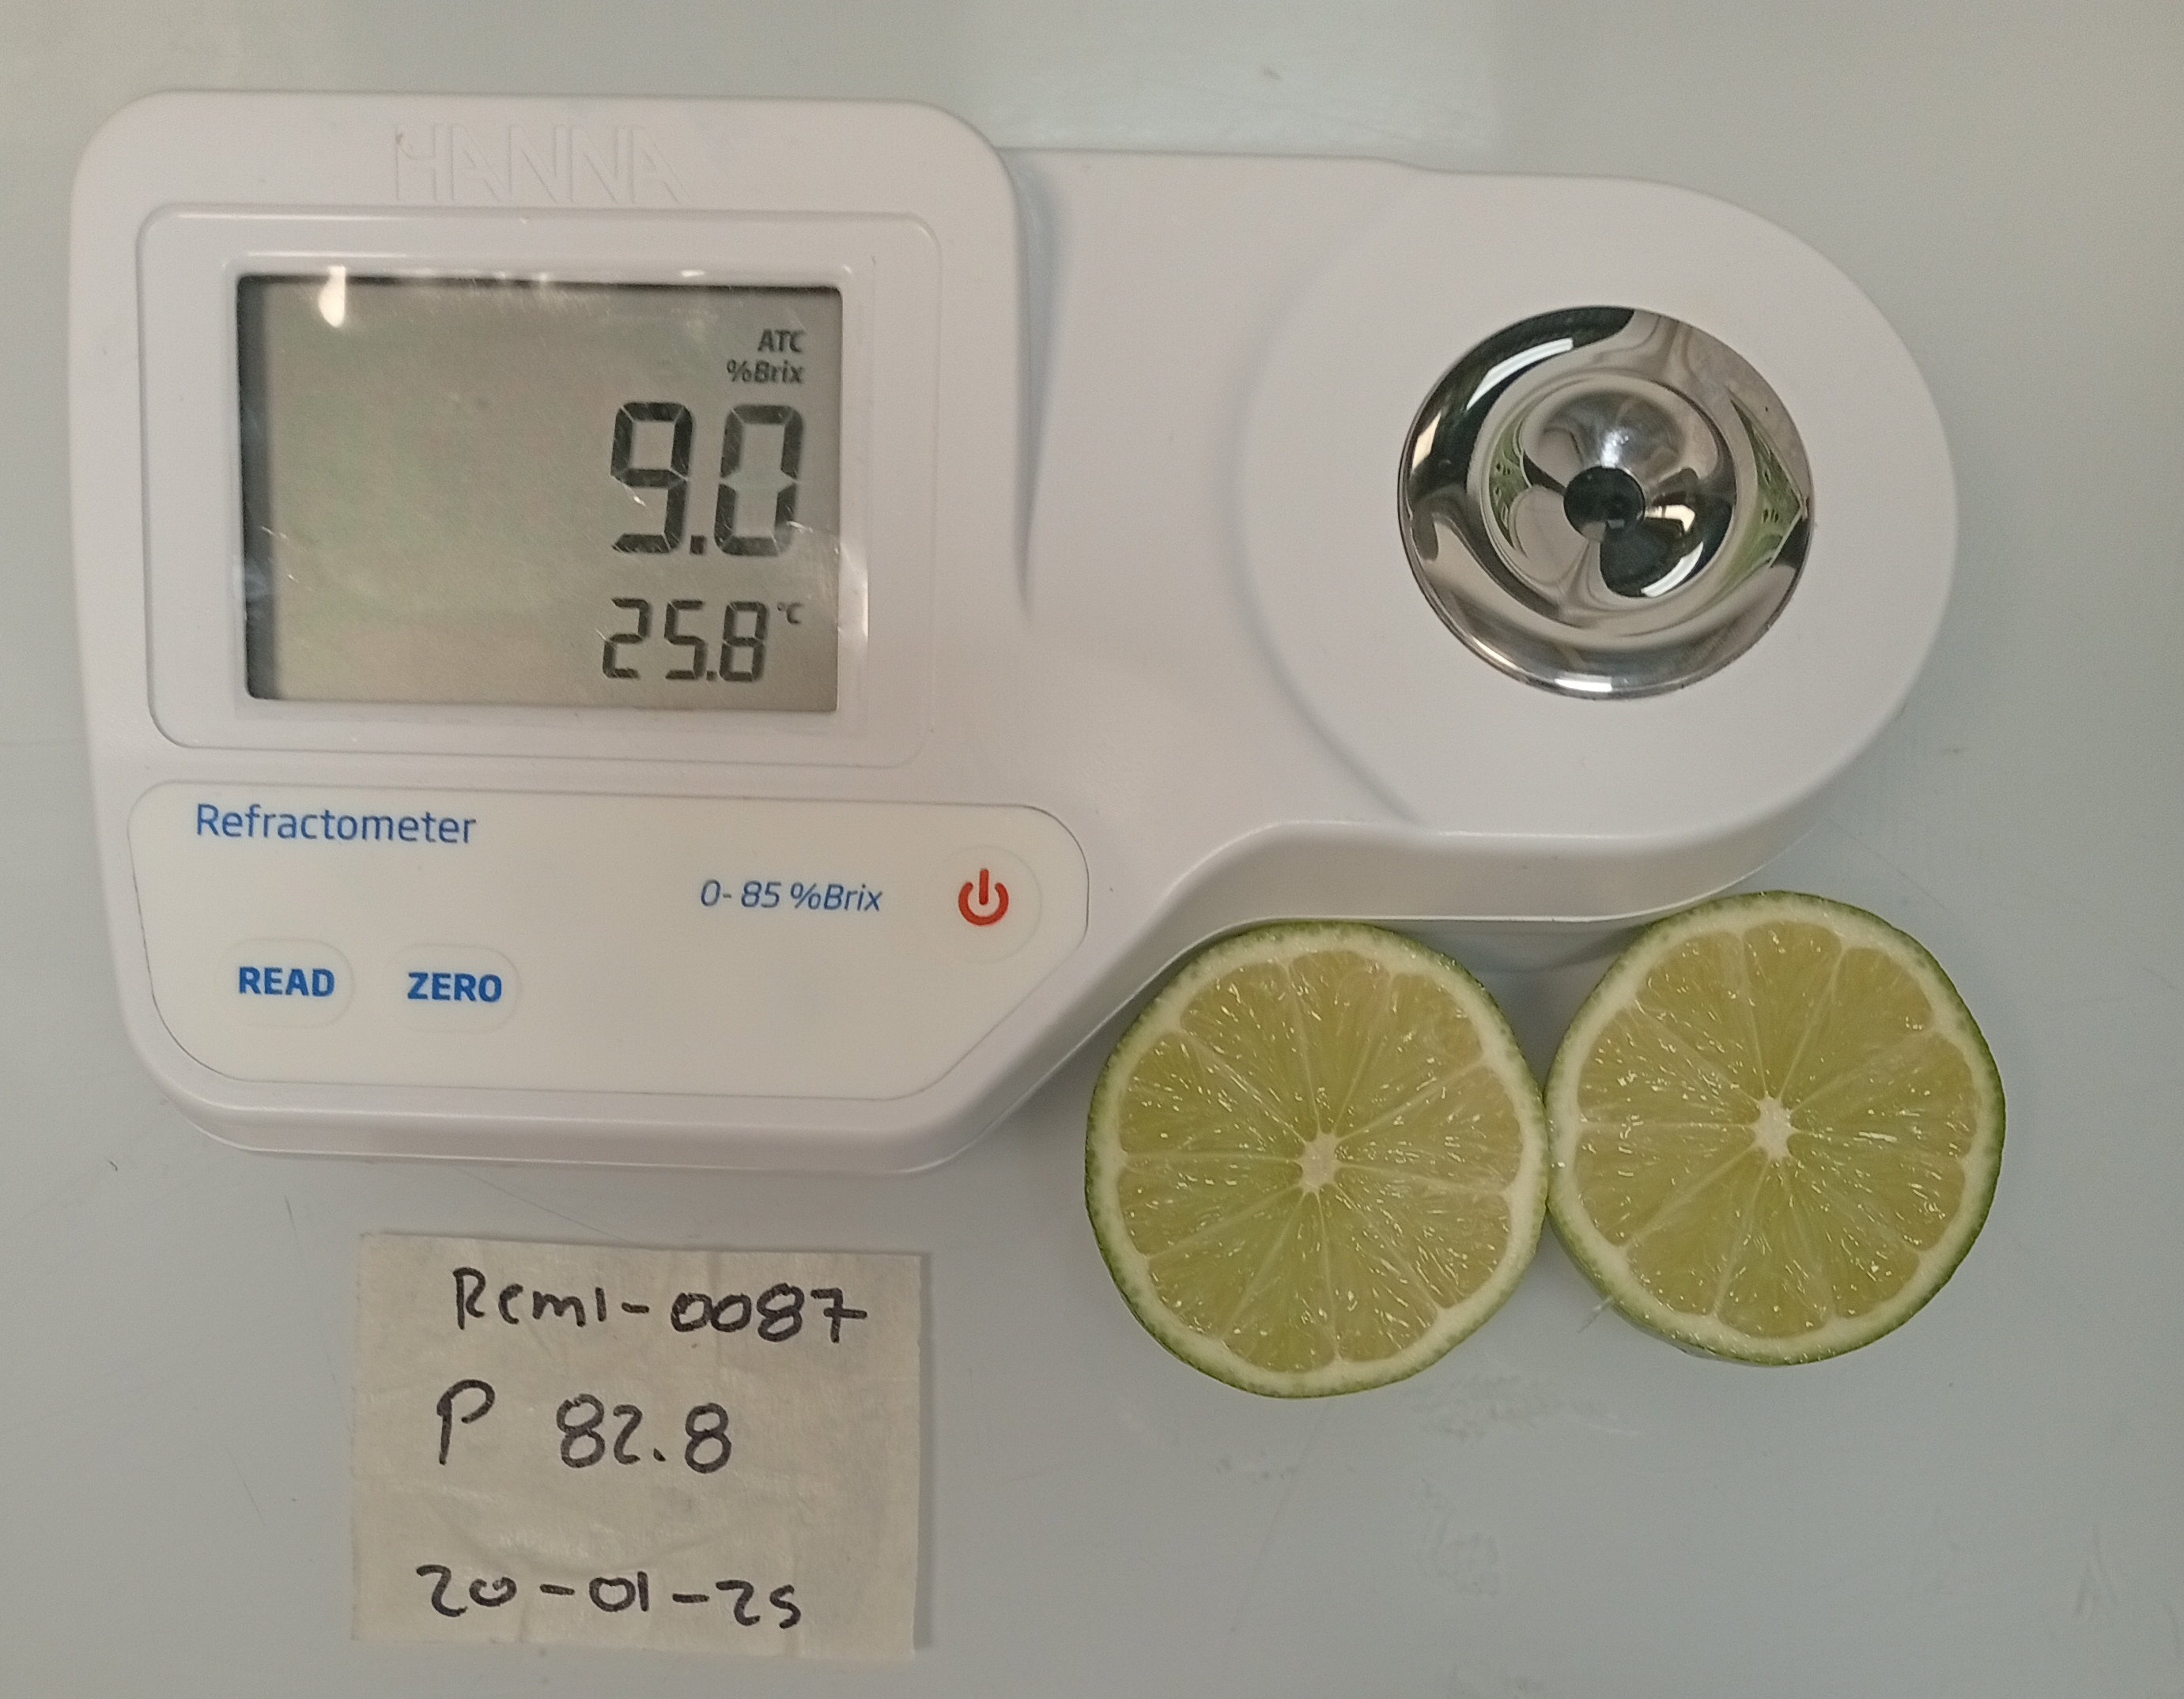 HANNA
ATC
%Brix
9.0
25.8 °C
Refractometer
0-85 %Brix
READ ZERO
Rcm1-0087
P 82.8
20-01-25